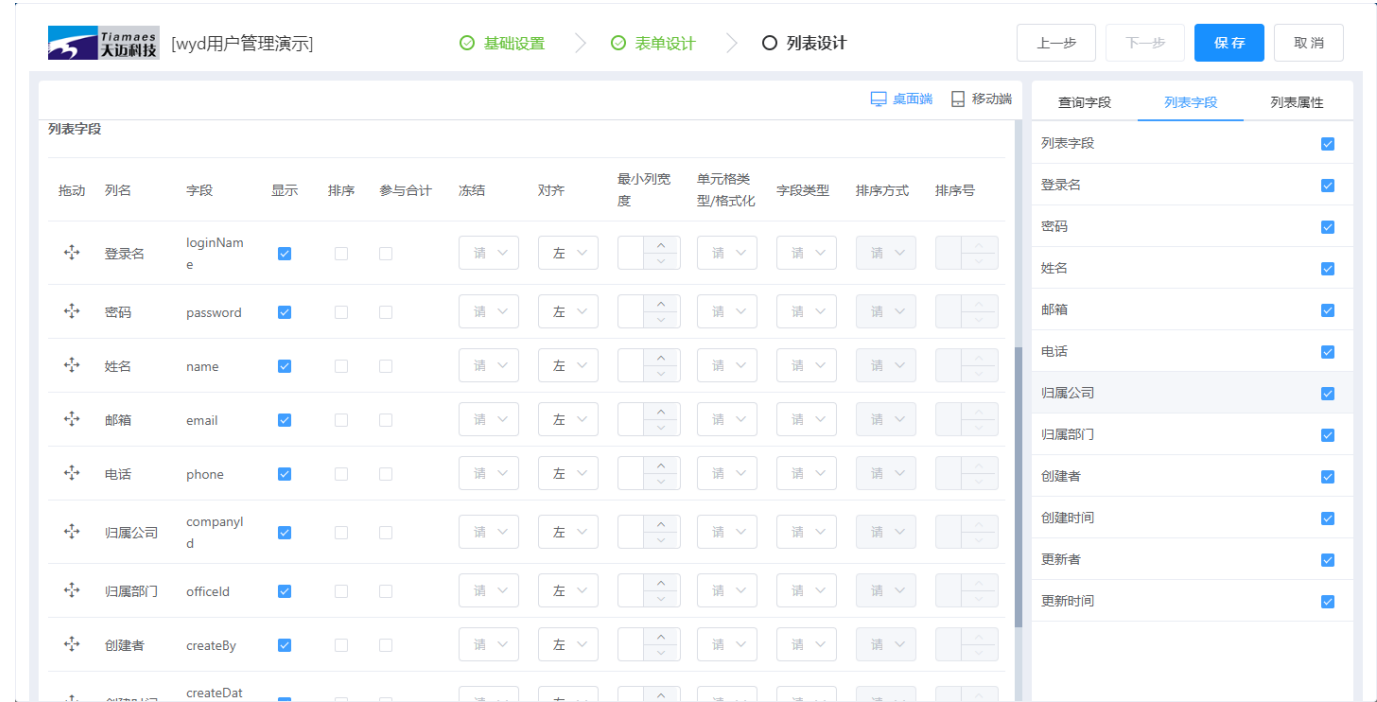 Tiamaes
天迈科技
[wyd用户管理演示]
基础设置
表单设计
列表设计
上一步
下一步
保存
取消
桌面端
移动端
列表字段
拖动 列名 字段 显示 排序 参与合计 冻结 对齐 最小列宽 单元格类 字段类型 排序方式 排序号
度 型/格式化
登录名 loginNam 请 左 请 请 请
e
密码 password 请 左 请 请 请
姓名 name 请 左 请 请 请
邮箱 email 请 左 请 请 请
电话 phone 请 左 请 请 请
归属公司 companyI 请 左 请 请 请
d
归属部门 officeId 请 左 请 请 请
创建者 createBy 请 左 请 请 请
createDat
查询字段 列表字段 列表属性
列表字段
登录名
密码
姓名
邮箱
电话
归属公司
归属部门
创建者
创建时间
更新者
更新时间